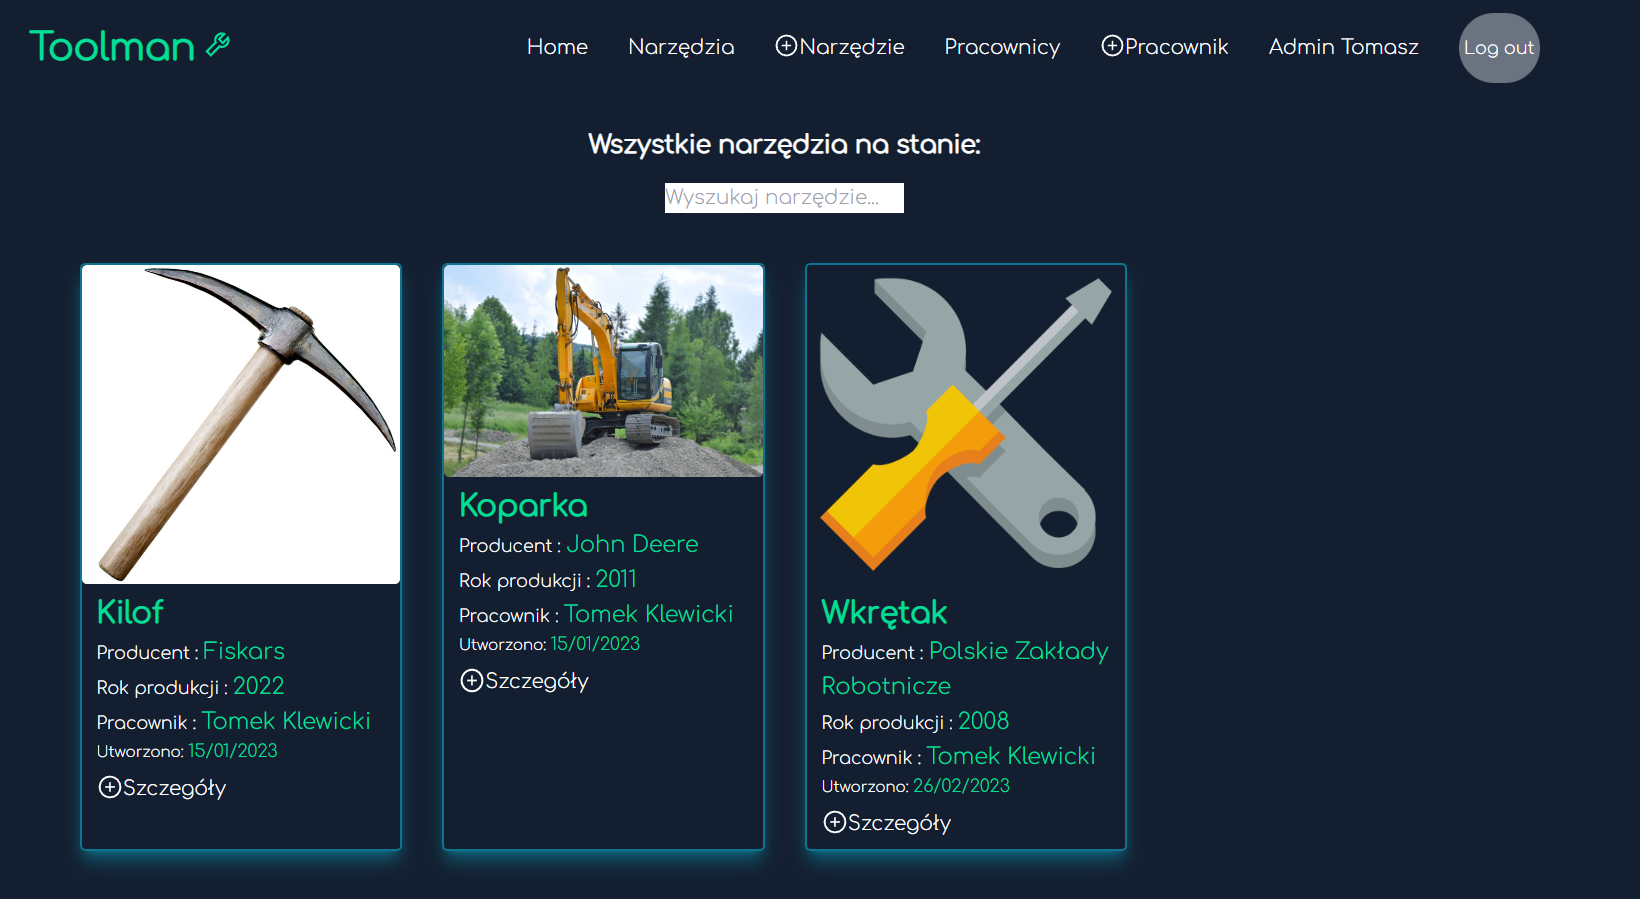 Toolman
Home
Narzędzia
Narzędzie
Pracownicy
Pracownik
Admin Tomasz
Log out
Wszystkie narzędzia na stanie:
Wyszukaj narzędzie...
Kilof
Producent : Fiskars
Rok produkcji : 2022
Pracownik : Tomek Klewicki
Utworzono: 15/01/2023
Szczegóły
Koparka
Producent : John Deere
Rok produkcji : 2011
Pracownik : Tomek Klewicki
Utworzono: 15/01/2023
Szczegóły
Wkrętak
Producent : Polskie Zakłady
Robotnicze
Rok produkcji : 2008
Pracownik : Tomek Klewicki
Utworzono: 26/02/2023
Szczegóły